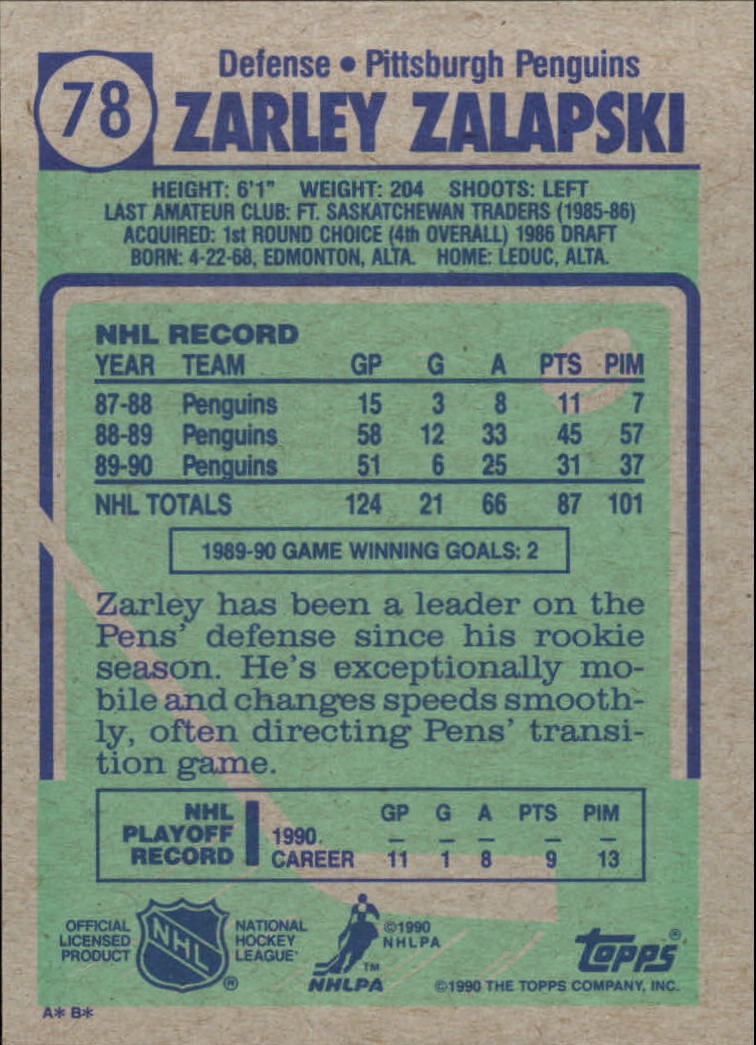 78
Defense • Pittsburgh Penguins
ZARLEY ZALAPSKI
HEIGHT: 6'1" WEIGHT: 204 SHOOTS: LEFT
LAST AMATEUR CLUB: FT. SASKATCHEWAN TRADERS (1985-86)
ACQUIRED: 1st ROUND CHOICE (4th OVERALL) 1986 DRAFT
BORN: 4-22-68, EDMONTON, ALTA. HOME: LEDUC, ALTA.
NHL RECORD
YEAR TEAM GP G A PTS PIM
87-88 Penguins 15 3 8 11 7
88-89 Penguins 58 12 33 45 57
89-90 Penguins 51 6 25 31 37
NHL TOTALS 124 21 66 87 101
1989-90 GAME WINNING GOALS: 2
Zarley has been a leader on the
Pens' defense since his rookie
season. He's exceptionally mo-
bile and changes speeds smooth-
ly, often directing Pens' transi-
tion game.
NHL PLAYOFF RECORD
GP G A PTS PIM
1990. – – – – –
CAREER 11 1 8 9 13
OFFICIAL
LICENSED
PRODUCT
NHL
®
NATIONAL
HOCKEY
LEAGUE*
TM
NHLPA
©1990
NHLPA
topps®
©1990 THE TOPPS COMPANY, INC.
A* B*